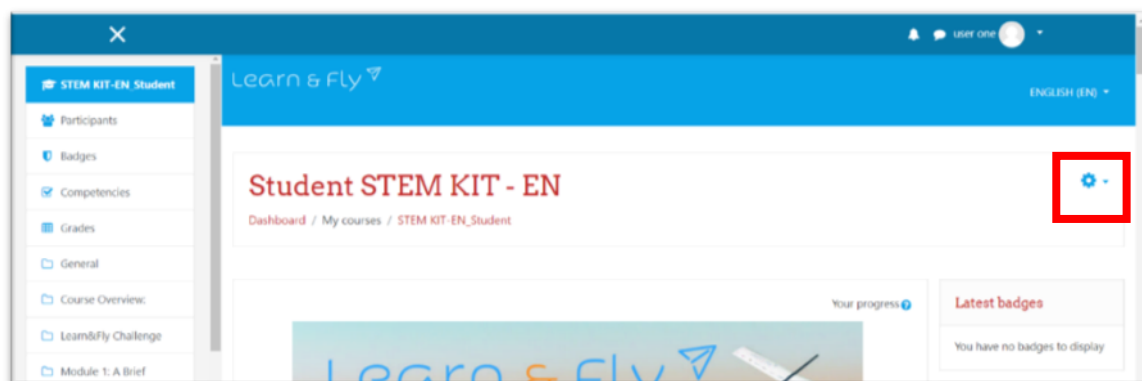 user one
STEM KIT-EN_Student
Participants
Badges
Competencies
Grades
General
Course Overview:
Learn&Fly Challenge
Module 1: A Brief
Learn & Fly
ENGLISH (EN)
Student STEM KIT - EN
Dashboard / My courses / STEM KIT-EN_Student
Your progress
Learn & Fly
Latest badges
You have no badges to display